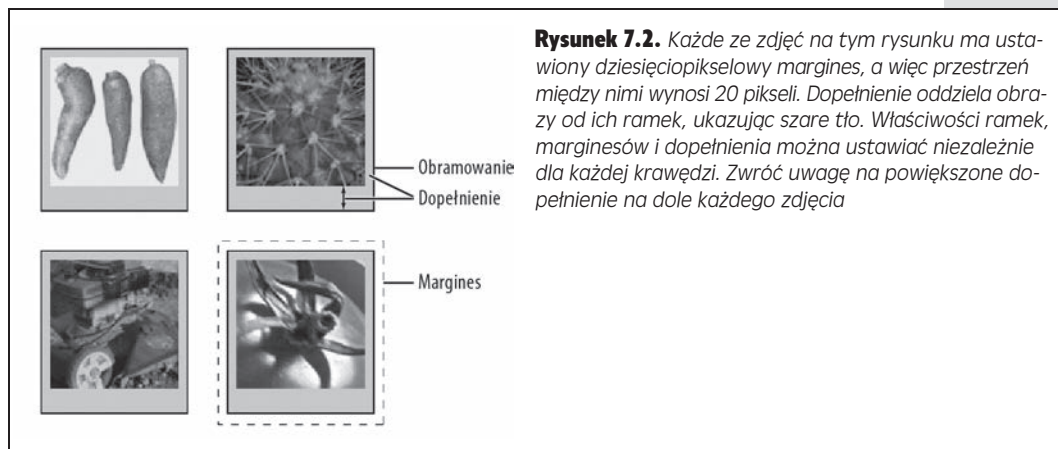 Rysunek 7.2. Każde ze zdjęć na tym rysunku ma usta-
wiony dziesięciopikselowy margines, a więc przestrzeń
między nimi wynosi 20 pikseli. Dopełnienie oddziela obra-
zy od ich ramek, ukazując szare tło. Właściwości ramek,
marginesów i dopełnienia można ustawiać niezależnie
dla każdej krawędzi. Zwróć uwagę na powiększone do-
pełnienie na dole każdego zdjęcia
Obramowanie
Dopełnienie
Margines